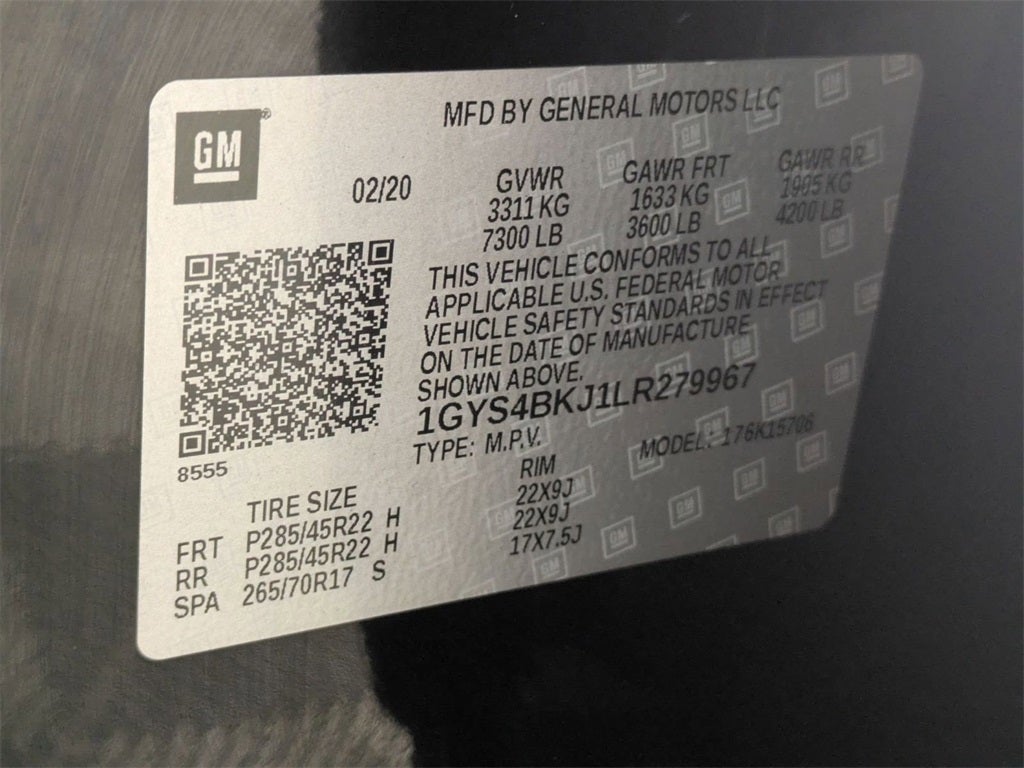 GM®
MFD BY GENERAL MOTORS LLC
02/20 GVWR GAWR FRT GAWR RR
3311 KG 1633 KG 1905 KG
7300 LB 3600 LB 4200 LB
THIS VEHICLE CONFORMS TO ALL
APPLICABLE U.S. FEDERAL MOTOR
VEHICLE SAFETY STANDARDS IN EFFECT
ON THE DATE OF MANUFACTURE
SHOWN ABOVE.
1GYS4BKJ1LR279967
TYPE: M.P.V. MODEL: 176K15706
8555
TIRE SIZE RIM
FRT P285/45R22 H 22X9J
RR P285/45R22 H 22X9J
SPA 265/70R17 S 17X7.5J